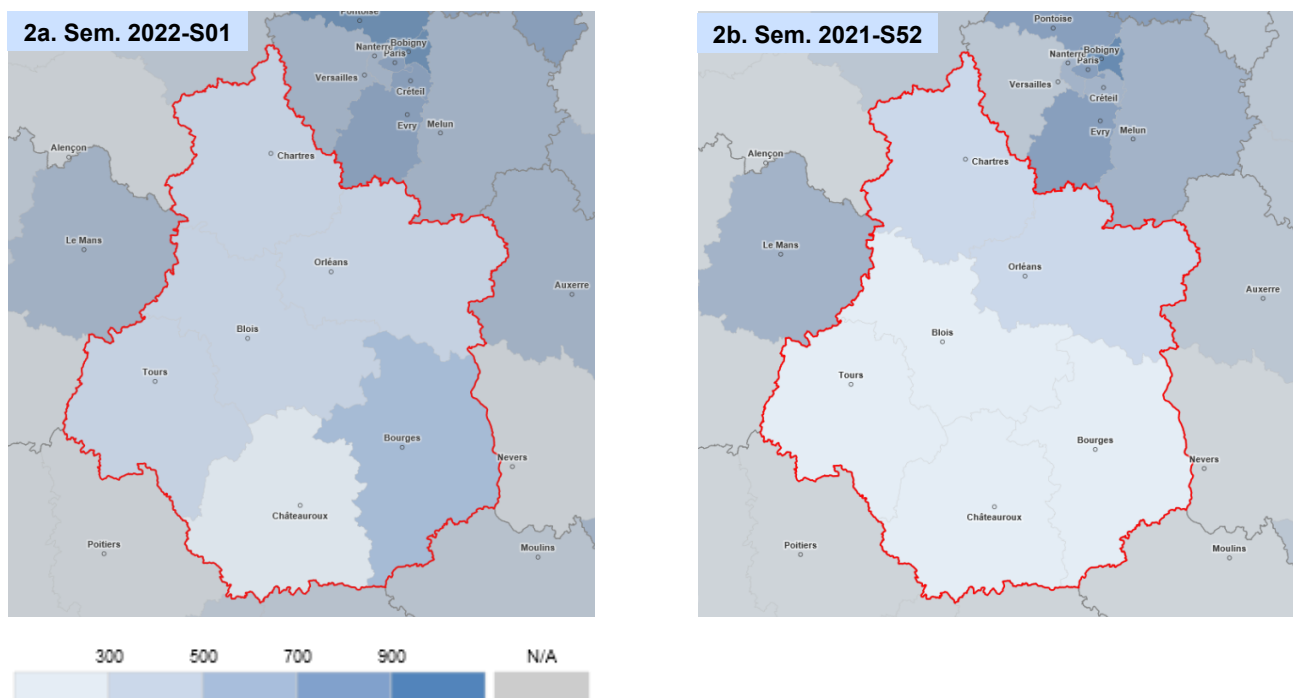 2a. Sem. 2022-S01
Pontoise
Bobigny
Nanterre
Paris
Versailles
Créteil
Evry
Melun
Alençon
Chartres
Le Mans
Orléans
Auxerre
Blois
Tours
Bourges
Nevers
Châteauroux
Poitiers
Moulins
2b. Sem. 2021-S52
Pontoise
Bobigny
Nanterre
Paris
Versailles
Créteil
Evry
Melun
Alençon
Chartres
Le Mans
Orléans
Auxerre
Blois
Tours
Bourges
Nevers
Châteauroux
Poitiers
Moulins
300 500 700 900 N/A